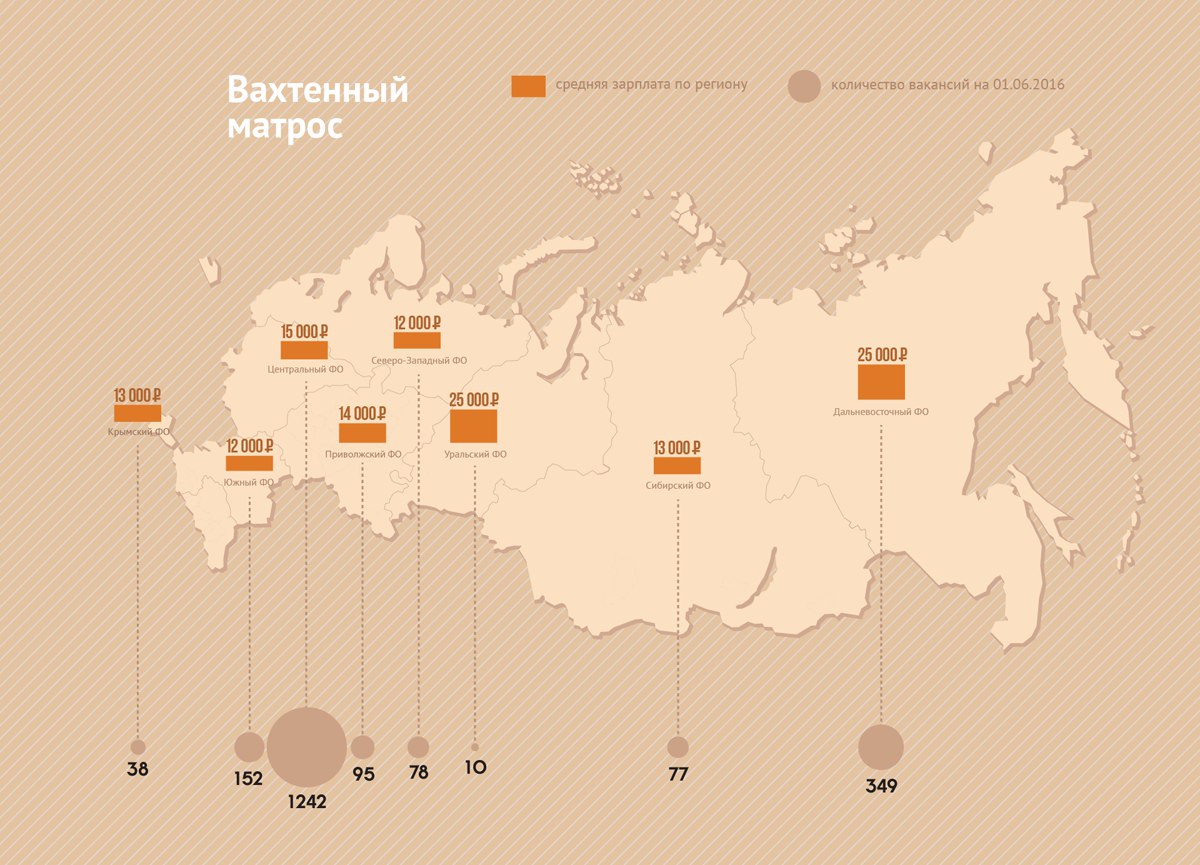 Вахтенный
матрос
средняя зарплата по региону
количество вакансий на 01.06.2016
15 000 ₽
Центральный ФО
12 000 ₽
Северо-Западный ФО
25 000 ₽
Дальневосточный ФО
13 000 ₽
Крымский ФО
14 000 ₽
Приволжский ФО
25 000 ₽
Уральский ФО
12 000 ₽
Южный ФО
13 000 ₽
Сибирский ФО
38
152
1242
95
78
10
77
349